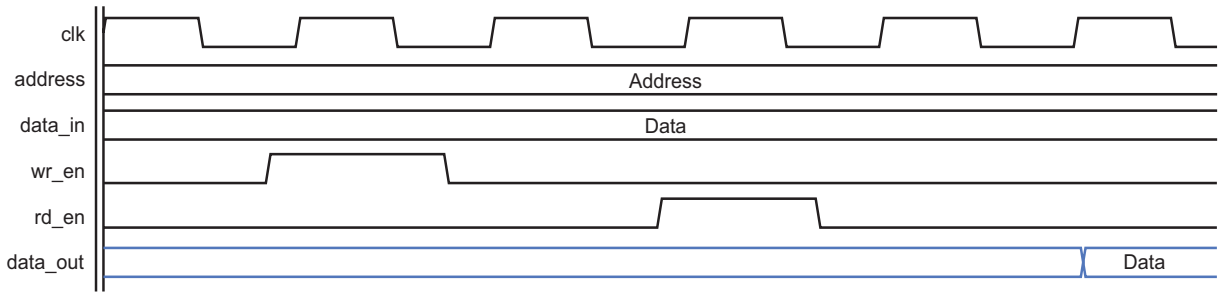 clk
address Address
data_in Data
wr_en
rd_en
data_out Data